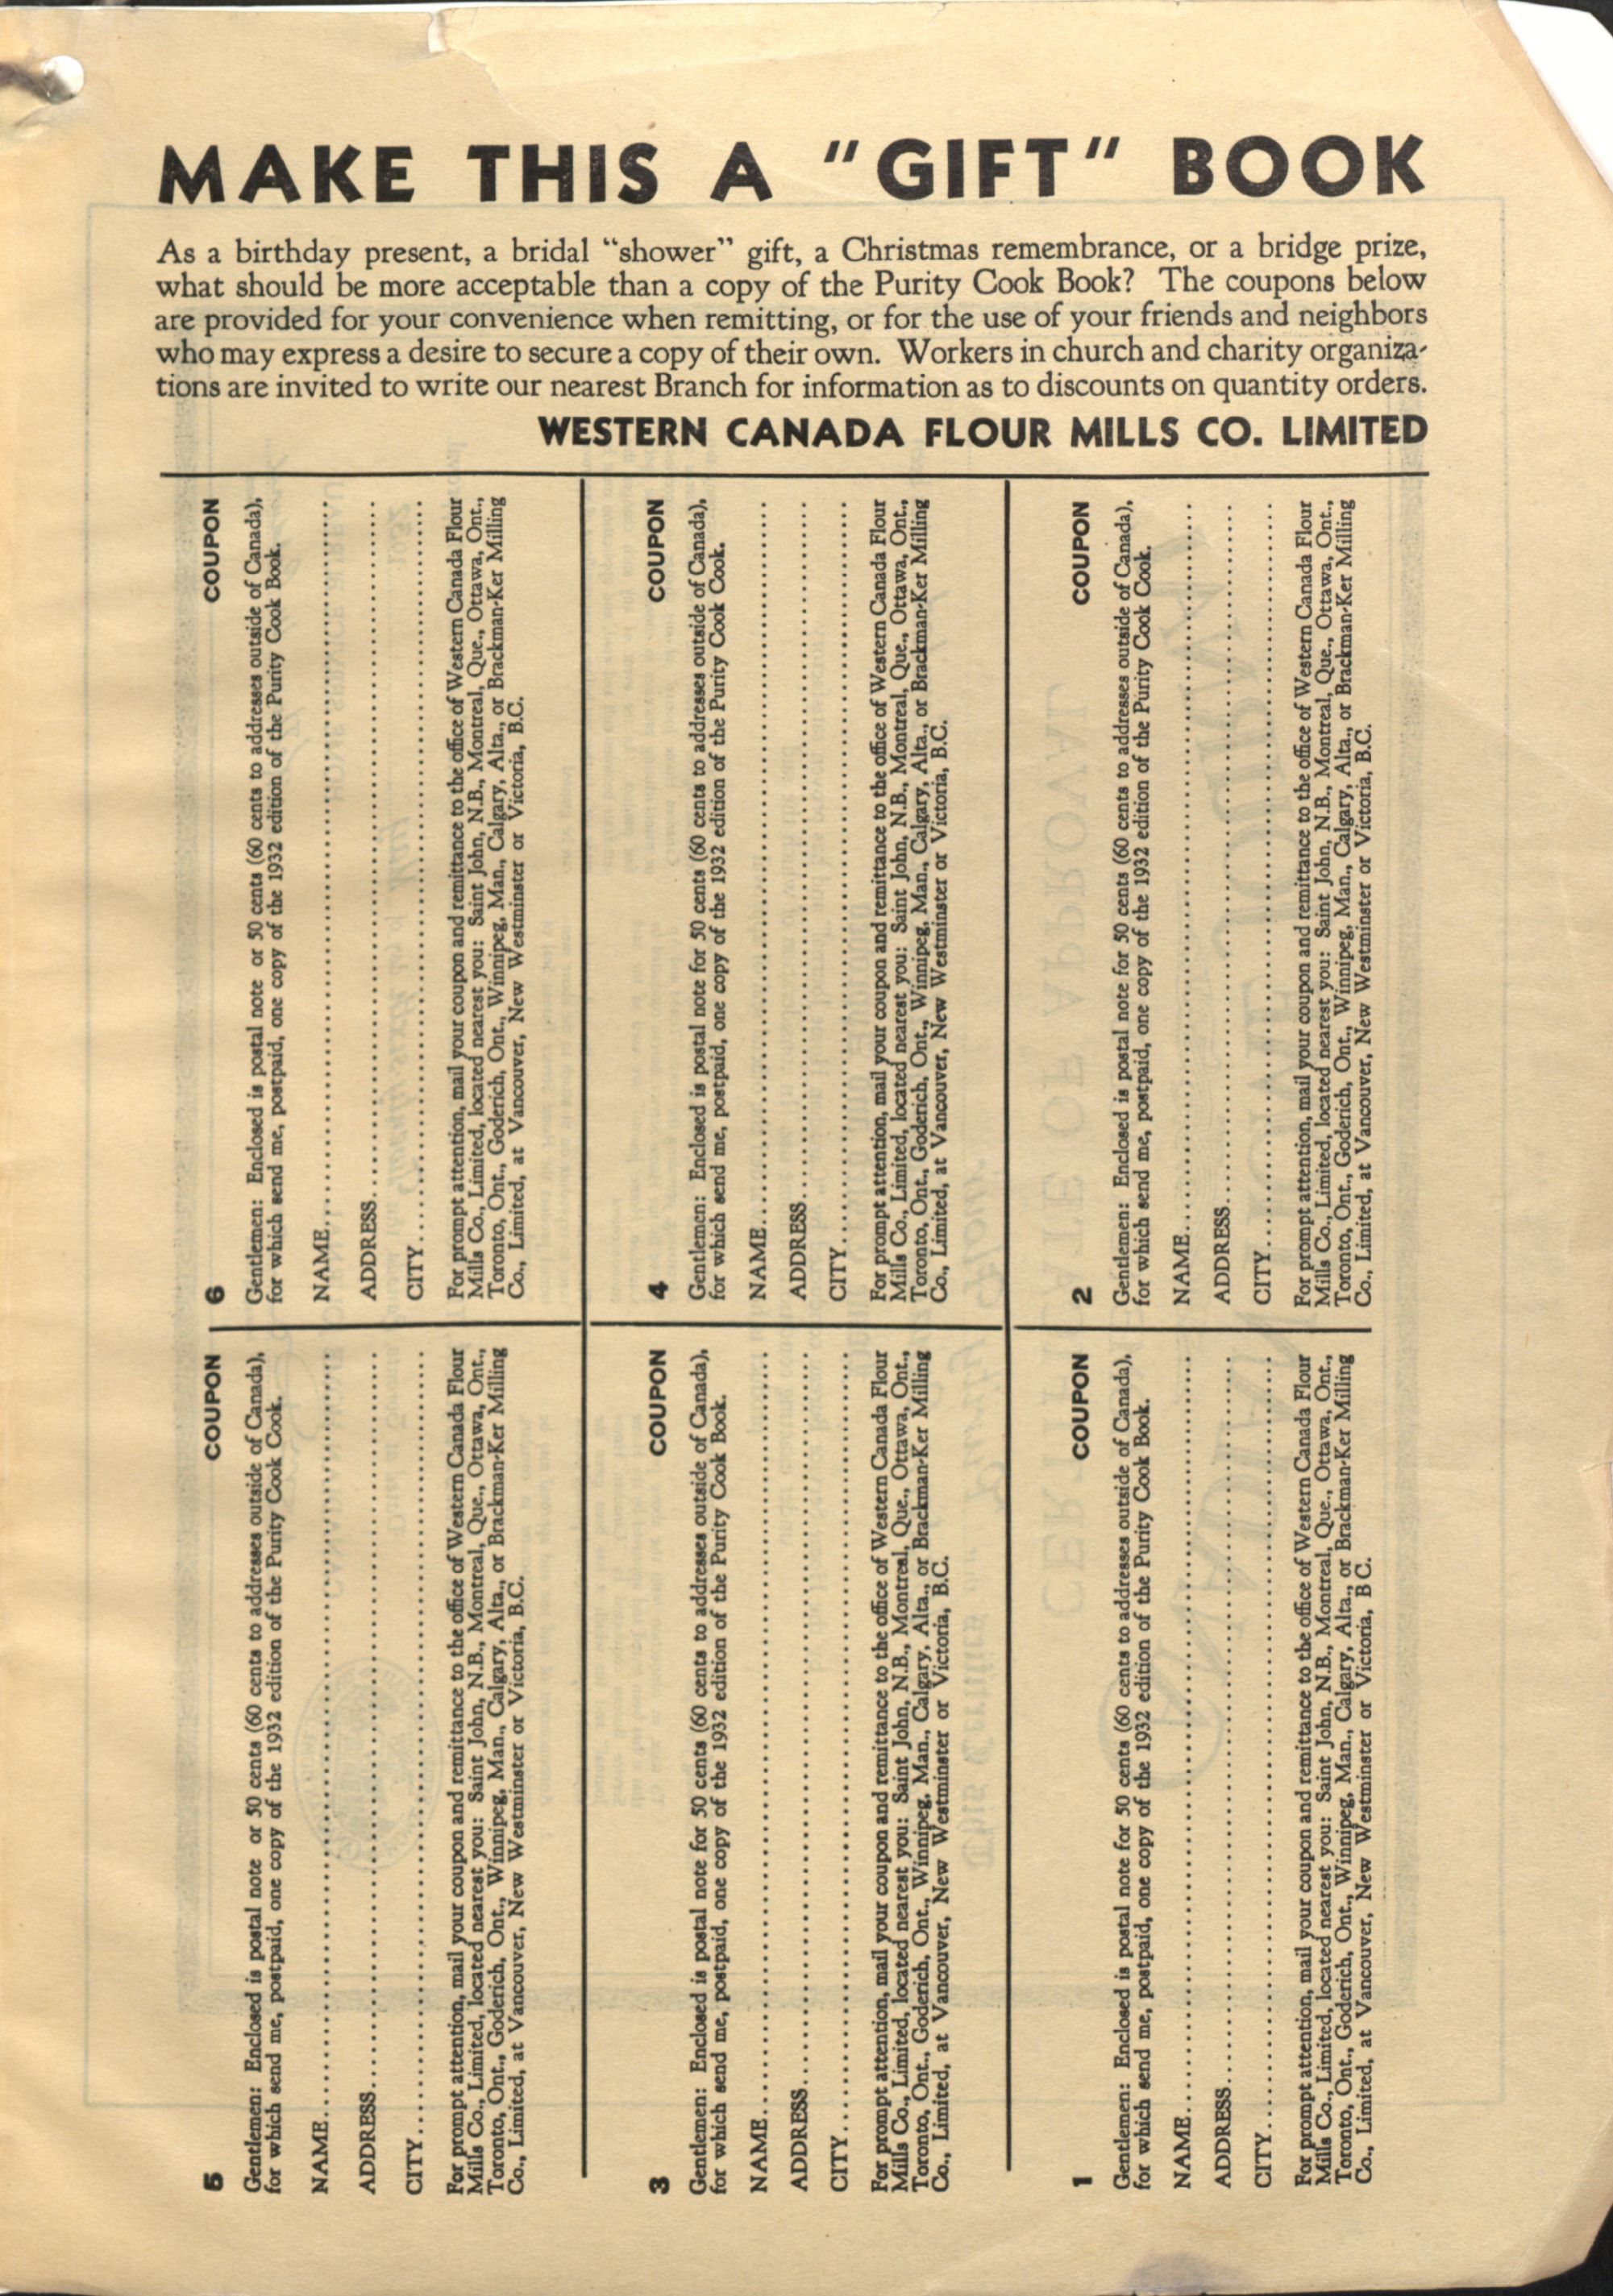 MAKE THIS A "GIFT" BOOK
As a birthday present, a bridal “shower” gift, a Christmas remembrance, or a bridge prize,
what should be more acceptable than a copy of the Purity Cook Book? The coupons below
are provided for your convenience when remitting, or for the use of your friends and neighbors
who may express a desire to secure a copy of their own. Workers in church and charity organiza-
tions are invited to write our nearest Branch for information as to discounts on quantity orders.
WESTERN CANADA FLOUR MILLS CO. LIMITED
5 COUPON
Gentlemen: Enclosed is postal note or 50 cents (60 cents to addresses outside of Canada),
for which send me, postpaid, one copy of the 1932 edition of the Purity Cook Cook.
NAME
ADDRESS
CITY
For prompt attention, mail your coupon and remittance to the office of Western Canada Flour
Mills Co., Limited, located nearest you: Saint John, N.B., Montreal, Que., Ottawa, Ont.,
Toronto, Ont., Goderich, Ont., Winnipeg, Man., Calgary, Alta., or Brackman-Ker Milling
Co., Limited, at Vancouver, New Westminster or Victoria, B.C.
6 COUPON
Gentlemen: Enclosed is postal note or 50 cents (60 cents to addresses outside of Canada),
for which send me, postpaid, one copy of the 1932 edition of the Purity Cook Book.
NAME
ADDRESS
CITY
For prompt attention, mail your coupon and remittance to the office of Western Canada Flour
Mills Co., Limited, located nearest you: Saint John, N.B., Montreal, Que., Ottawa, Ont.,
Toronto, Ont., Goderich, Ont., Winnipeg, Man., Calgary, Alta., or Brackman-Ker Milling
Co., Limited, at Vancouver, New Westminster or Victoria, B.C.
3 COUPON
Gentlemen: Enclosed is postal note for 50 cents (60 cents to addresses outside of Canada),
for which send me, postpaid, one copy of the 1932 edition of the Purity Cook Book.
NAME
ADDRESS
CITY
For prompt attention, mail your coupon and remittance to the office of Western Canada Flour
Mills Co., Limited, located nearest you: Saint John, N.B., Montreal, Que., Ottawa, Ont.,
Toronto, Ont., Goderich, Ont., Winnipeg, Man., Calgary, Alta., or Brackman-Ker Milling
Co., Limited, at Vancouver, New Westminster or Victoria, B.C.
4 COUPON
Gentlemen: Enclosed is postal note for 50 cents (60 cents to addresses outside of Canada),
for which send me, postpaid, one copy of the 1932 edition of the Purity Cook Cook.
NAME
ADDRESS
CITY
For prompt attention, mail your coupon and remittance to the office of Western Canada Flour
Mills Co., Limited, located nearest you: Saint John, N.B., Montreal, Que., Ottawa, Ont.,
Toronto, Ont., Goderich, Ont., Winnipeg, Man., Calgary, Alta., or Brackman-Ker Milling
Co., Limited, at Vancouver, New Westminster or Victoria, B.C.
1 COUPON
Gentlemen: Enclosed is postal note for 50 cents (60 cents to addresses outside of Canada),
for which send me, postpaid, one copy of the 1932 edition of the Purity Cook Book.
NAME
ADDRESS
CITY
For prompt attention, mail your coupon and remittance to the office of Western Canada Flour
Mills Co., Limited, located nearest you: Saint John, N.B., Montreal, Que., Ottawa, Ont.,
Toronto, Ont., Goderich, Ont., Winnipeg, Man., Calgary, Alta., or Brackman-Ker Milling
Co., Limited, at Vancouver, New Westminster or Victoria, B C.
2 COUPON
Gentlemen: Enclosed is postal note for 50 cents (60 cents to addresses outside of Canada),
for which send me, postpaid, one copy of the 1932 edition of the Purity Cook Cook.
NAME
ADDRESS
CITY
For prompt attention, mail your coupon and remittance to the office of Western Canada Flour
Mills Co., Limited, located nearest you: Saint John, N.B., Montreal, Que., Ottawa, Ont.,
Toronto, Ont., Goderich, Ont., Winnipeg, Man., Calgary, Alta., or Brackman-Ker Milling
Co., Limited, at Vancouver, New Westminster or Victoria, B.C.